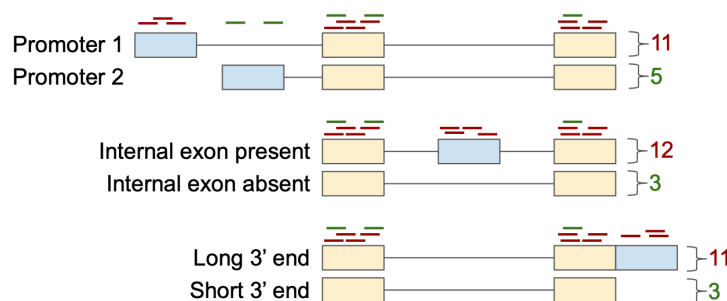 Promoter 1 11
Promoter 2 5
Internal exon present 12
Internal exon absent 3
Long 3' end 11
Short 3' end 3